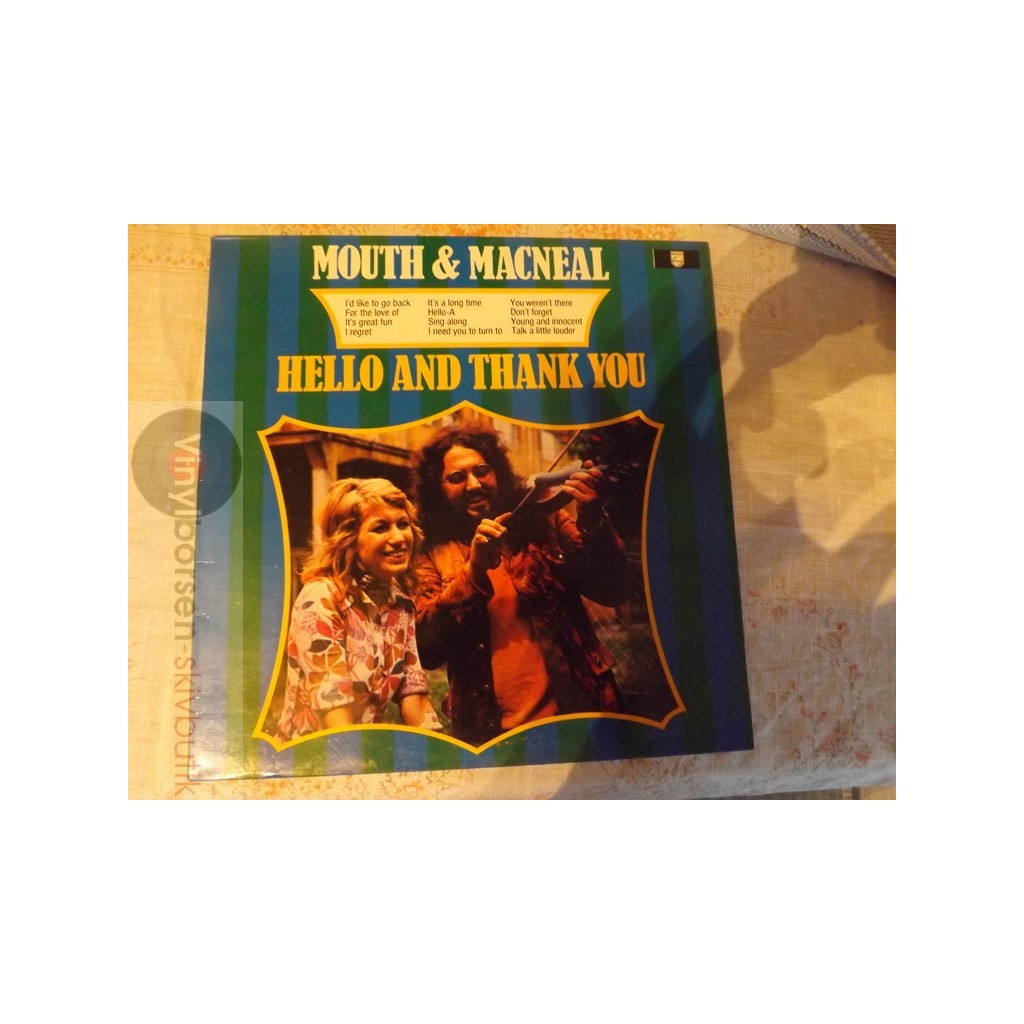 MOUTH & MACNEAL
I'd like to go back
For the love of
It's great fun
I regret
It's a long time
Hello-A
Sing along
I need you to turn to
You weren't there
Don't forget
Young and innocent
Talk a little louder
HELLO AND THANK YOU
Vinylborsen-skivbutik